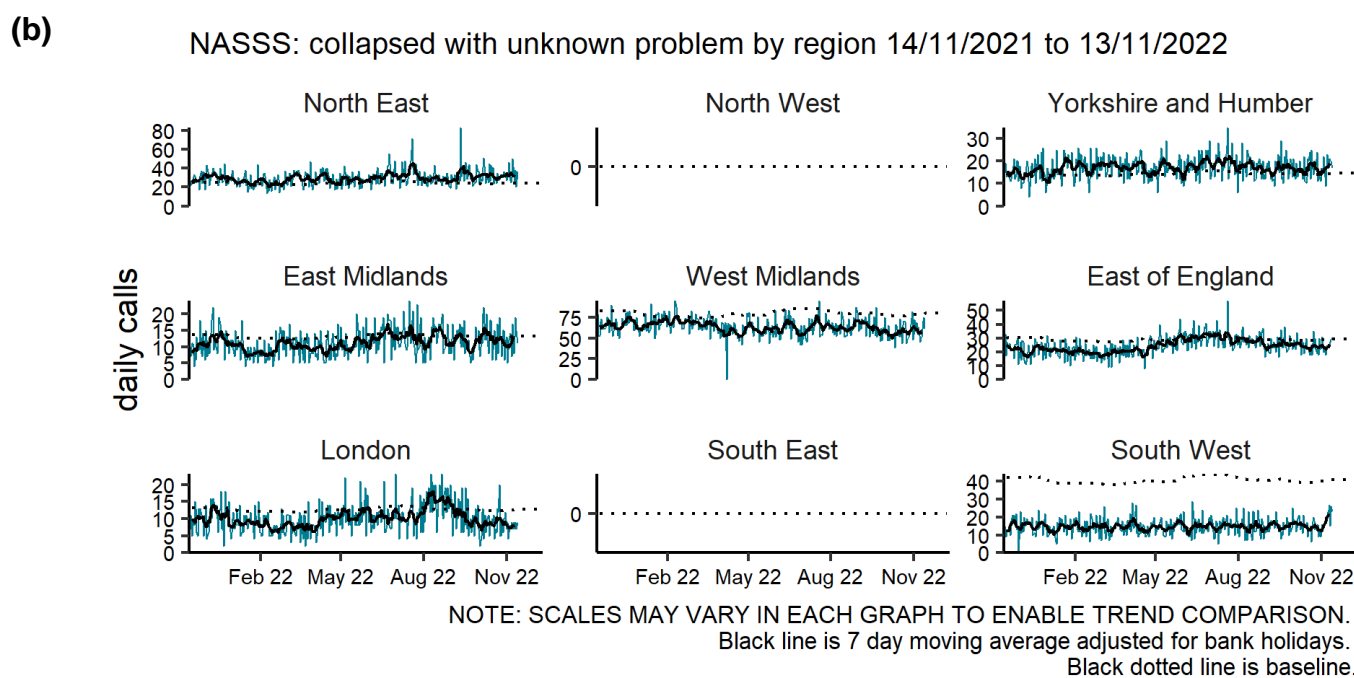 (b)
NASSS: collapsed with unknown problem by region 14/11/2021 to 13/11/2022
North East
North West
Yorkshire and Humber
80
60
40
20
0
0
30
20
10
0
daily calls
East Midlands
West Midlands
East of England
20
15
10
5
0
75
50
25
0
50
40
30
20
10
0
London
South East
South West
20
15
10
5
0
0
40
30
20
10
0
Feb 22 May 22 Aug 22 Nov 22
Feb 22 May 22 Aug 22 Nov 22
Feb 22 May 22 Aug 22 Nov 22
NOTE: SCALES MAY VARY IN EACH GRAPH TO ENABLE TREND COMPARISON.
Black line is 7 day moving average adjusted for bank holidays.
Black dotted line is baseline.